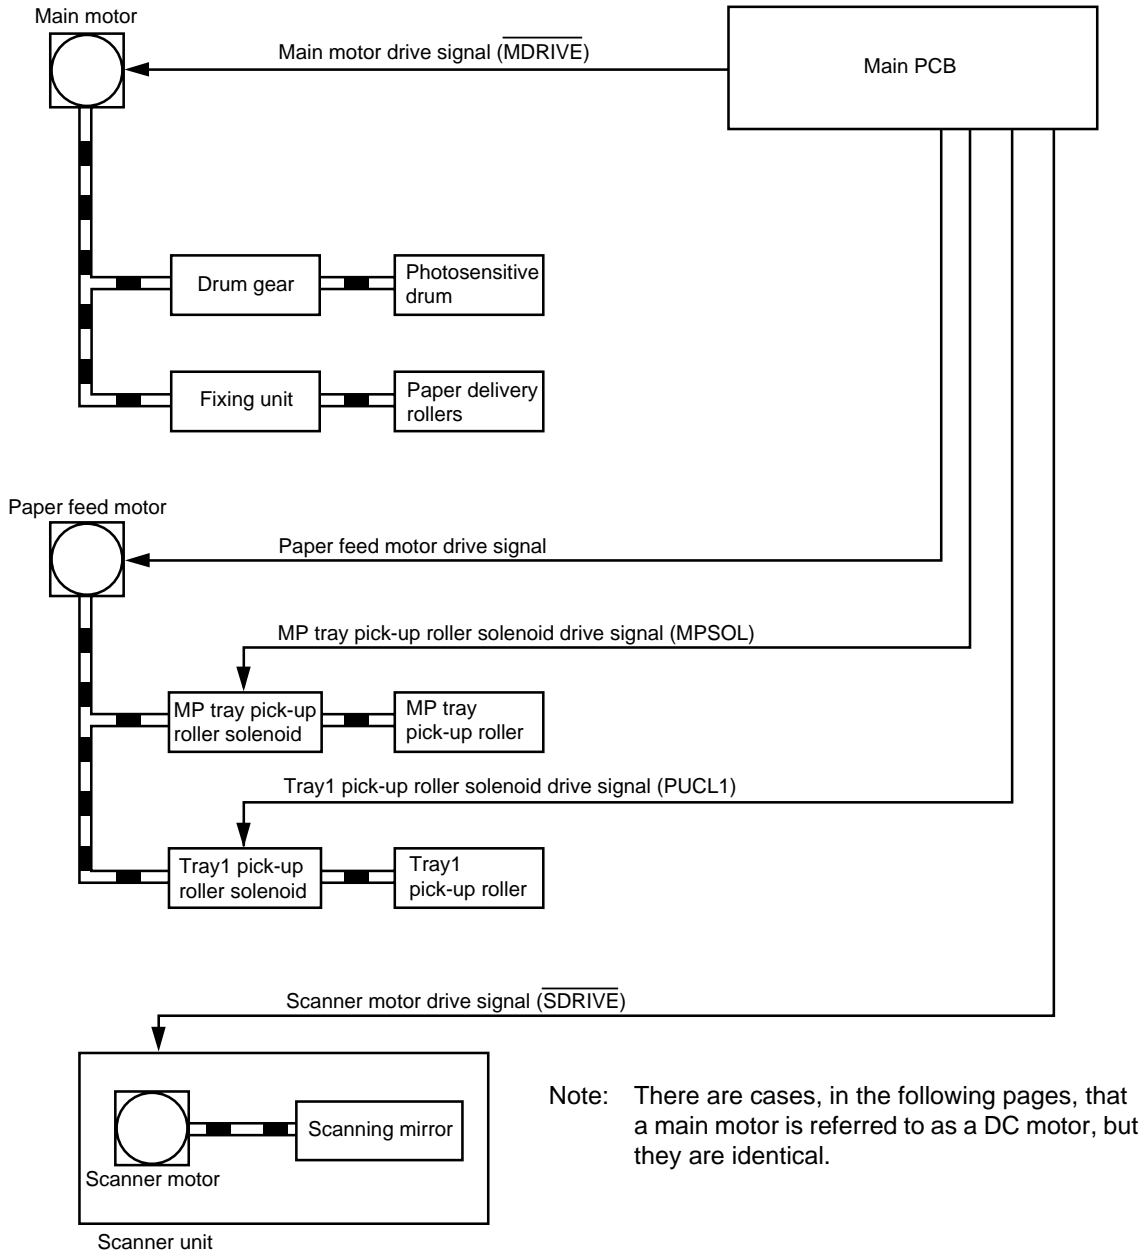 Main motor
Main motor drive signal (MDRIVE)
Main PCB
Drum gear
Photosensitive
drum
Fixing unit
Paper delivery
rollers
Paper feed motor
Paper feed motor drive signal
MP tray pick-up roller solenoid drive signal (MPSOL)
MP tray pick-up
roller solenoid
MP tray
pick-up roller
Tray1 pick-up roller solenoid drive signal (PUCL1)
Tray1 pick-up
roller solenoid
Tray1
pick-up roller
Scanner motor drive signal (SDRIVE)
Scanning mirror
Scanner motor
Scanner unit
Note: There are cases, in the following pages, that
a main motor is referred to as a DC motor, but
they are identical.